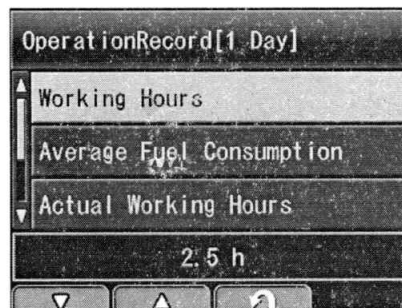 OperationRecord[1 Day]
Working Hours
Average Fuel Consumption
Actual Working Hours
2.5 h